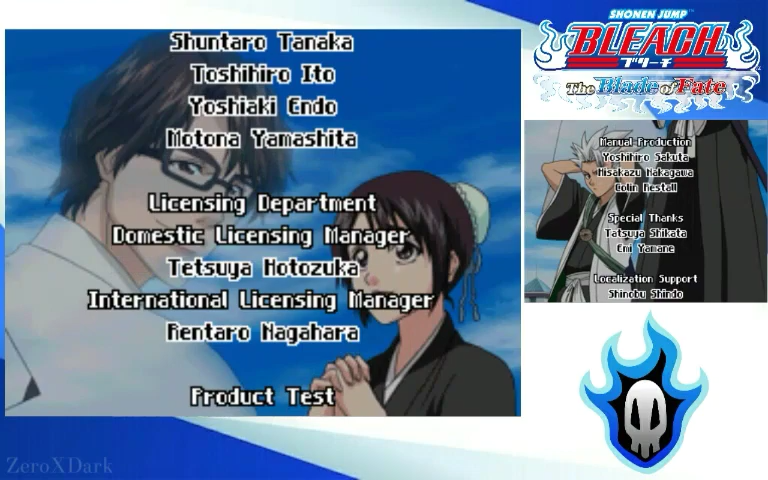 Shuntaro Tanaka
Toshihiro Ito
Yoshiaki Endo
Motona Yamashita
Licensing Department
Domestic Licensing Manager
Tetsuya Hotozuka
International Licensing Manager
Rentaro Nagahara
Product Test
SHONEN JUMP™
BLEACH
ブリーチ
The Blade of Fate
Manual Production
Yoshihiro Sakuta
Hisakazu Nakagawa
Colin Restall
Special Thanks
Tatsuya Shikata
Emi Yamane
Localization Support
Shinobu Shindo
ZeroXDark